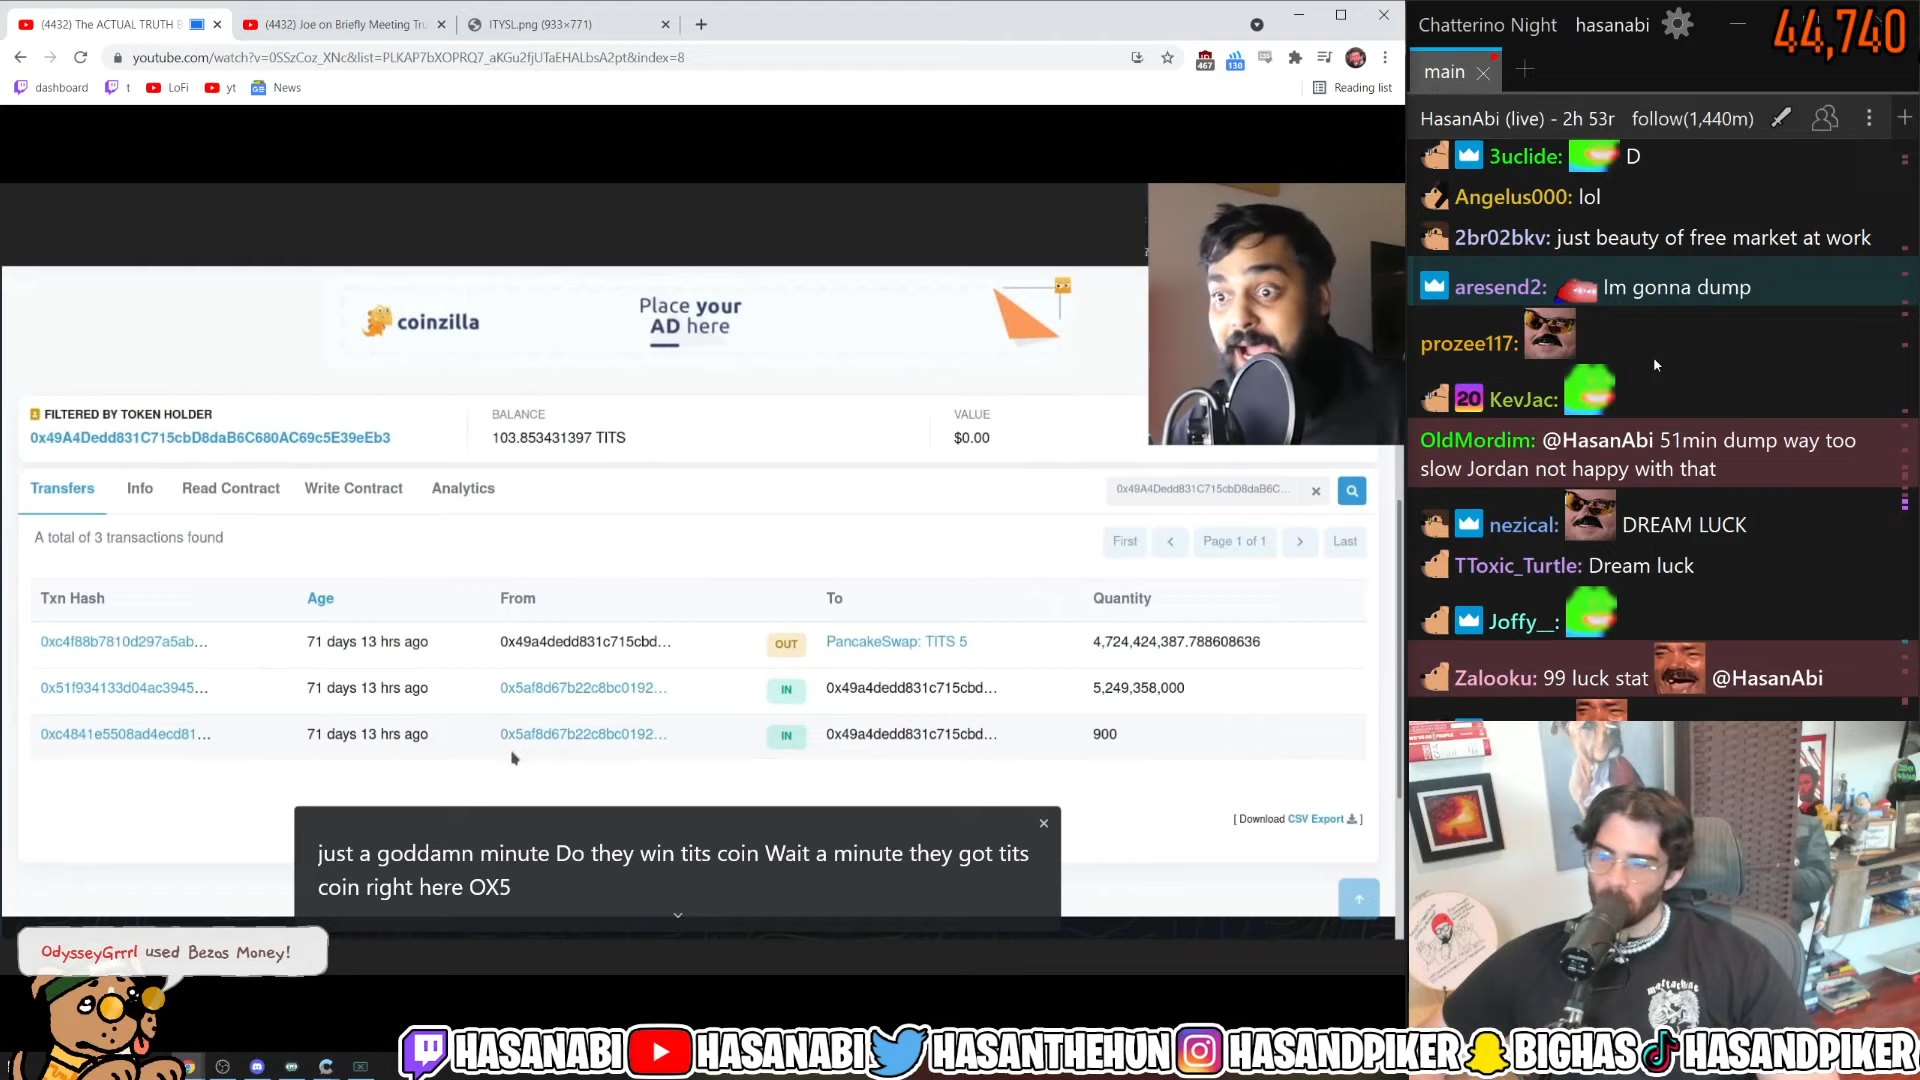 (4432) The ACTUAL TRUTH B
(4432) Joe on Briefly Meeting Tru
ITYSL.png (933×771)
youtube.com/watch?v=0SSzCoz_XNc&list=PLKAP7bXOPRQ7_aKGu2fjUTaEHALbsA2pt&index=8
467
130
dashboard
t
LoFi
yt
News
Reading list
coinzilla
Place your
AD here
FILTERED BY TOKEN HOLDER
0x49A4Dedd831C715cbD8daB6C680AC69c5E39eEb3
BALANCE
103.853431397 TITS
VALUE
$0.00
Transfers
Info
Read Contract
Write Contract
Analytics
0x49A4Dedd831C715cbD8daB6C...
A total of 3 transactions found
First
Page 1 of 1
Last
Txn Hash
Age
From
To
Quantity
0xc4f88b7810d297a5ab...
71 days 13 hrs ago
0x49a4dedd831c715cbd...
OUT
PancakeSwap: TITS 5
4,724,424,387.788608636
0x51f934133d04ac3945...
71 days 13 hrs ago
0x5af8d67b22c8bc0192...
IN
0x49a4dedd831c715cbd...
5,249,358,000
0xc4841e5508ad4ecd81...
71 days 13 hrs ago
0x5af8d67b22c8bc0192...
IN
0x49a4dedd831c715cbd...
900
[ Download CSV Export ]
just a goddamn minute Do they win tits coin Wait a minute they got tits
coin right here OX5
OdysseyGrrrl used Bezos Money!
Chatterino Night
hasanabi
44,740
main
HasanAbi (live) - 2h 53r
follow(1,440m)
3uclide: D
Angelus000: lol
2br02bkv: just beauty of free market at work
aresend2: Im gonna dump
prozee117:
20 KevJac:
OldMordim: @HasanAbi 51min dump way too
slow Jordan not happy with that
nezical: DREAM LUCK
TToxic_Turtle: Dream luck
Joffy__:
Zalooku: 99 luck stat @HasanAbi
HASANABI
HASANABI
HASANTHEHUN
HASANDPIKER
BIGHAS
HASANDPIKER